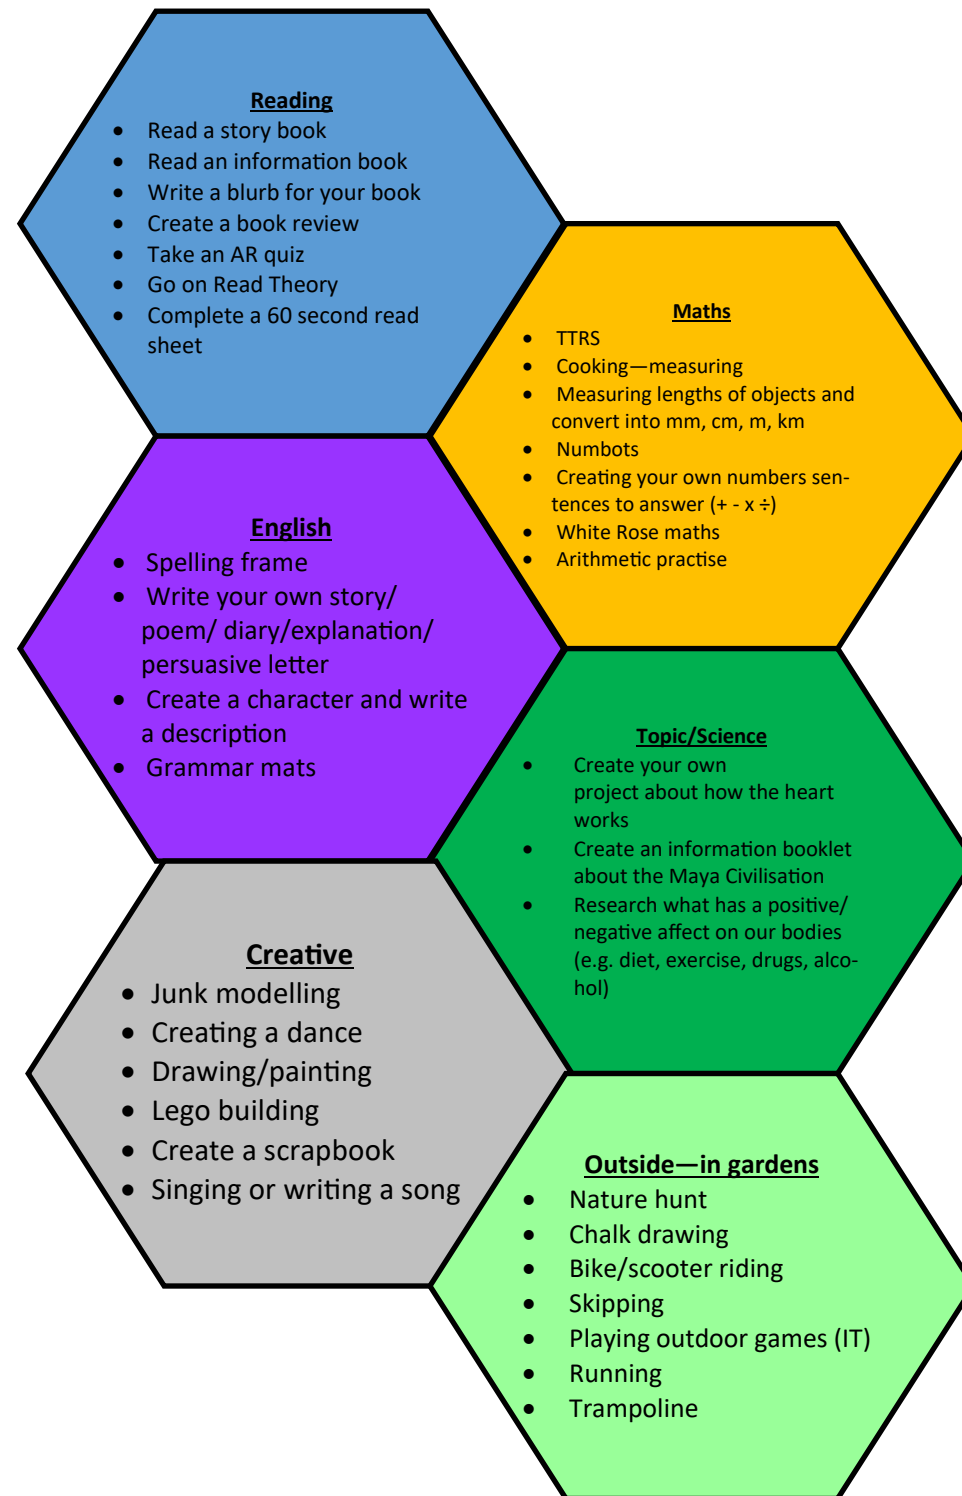 Reading
• Read a story book
• Read an information book
• Write a blurb for your book
• Create a book review
• Take an AR quiz
• Go on Read Theory
• Complete a 60 second read
sheet
Maths
• TTRS
• Cooking—measuring
• Measuring lengths of objects and
convert into mm, cm, m, km
• Numbots
• Creating your own numbers sen-
tences to answer (+ - x ÷)
• White Rose maths
• Arithmetic practise
English
• Spelling frame
• Write your own story/
poem/ diary/explanation/
persuasive letter
• Create a character and write
a description
• Grammar mats
Topic/Science
• Create your own
project about how the heart
works
• Create an information booklet
about the Maya Civilisation
• Research what has a positive/
negative affect on our bodies
(e.g. diet, exercise, drugs, alco-
hol)
Creative
• Junk modelling
• Creating a dance
• Drawing/painting
• Lego building
• Create a scrapbook
• Singing or writing a song
Outside—in gardens
• Nature hunt
• Chalk drawing
• Bike/scooter riding
• Skipping
• Playing outdoor games (IT)
• Running
• Trampoline